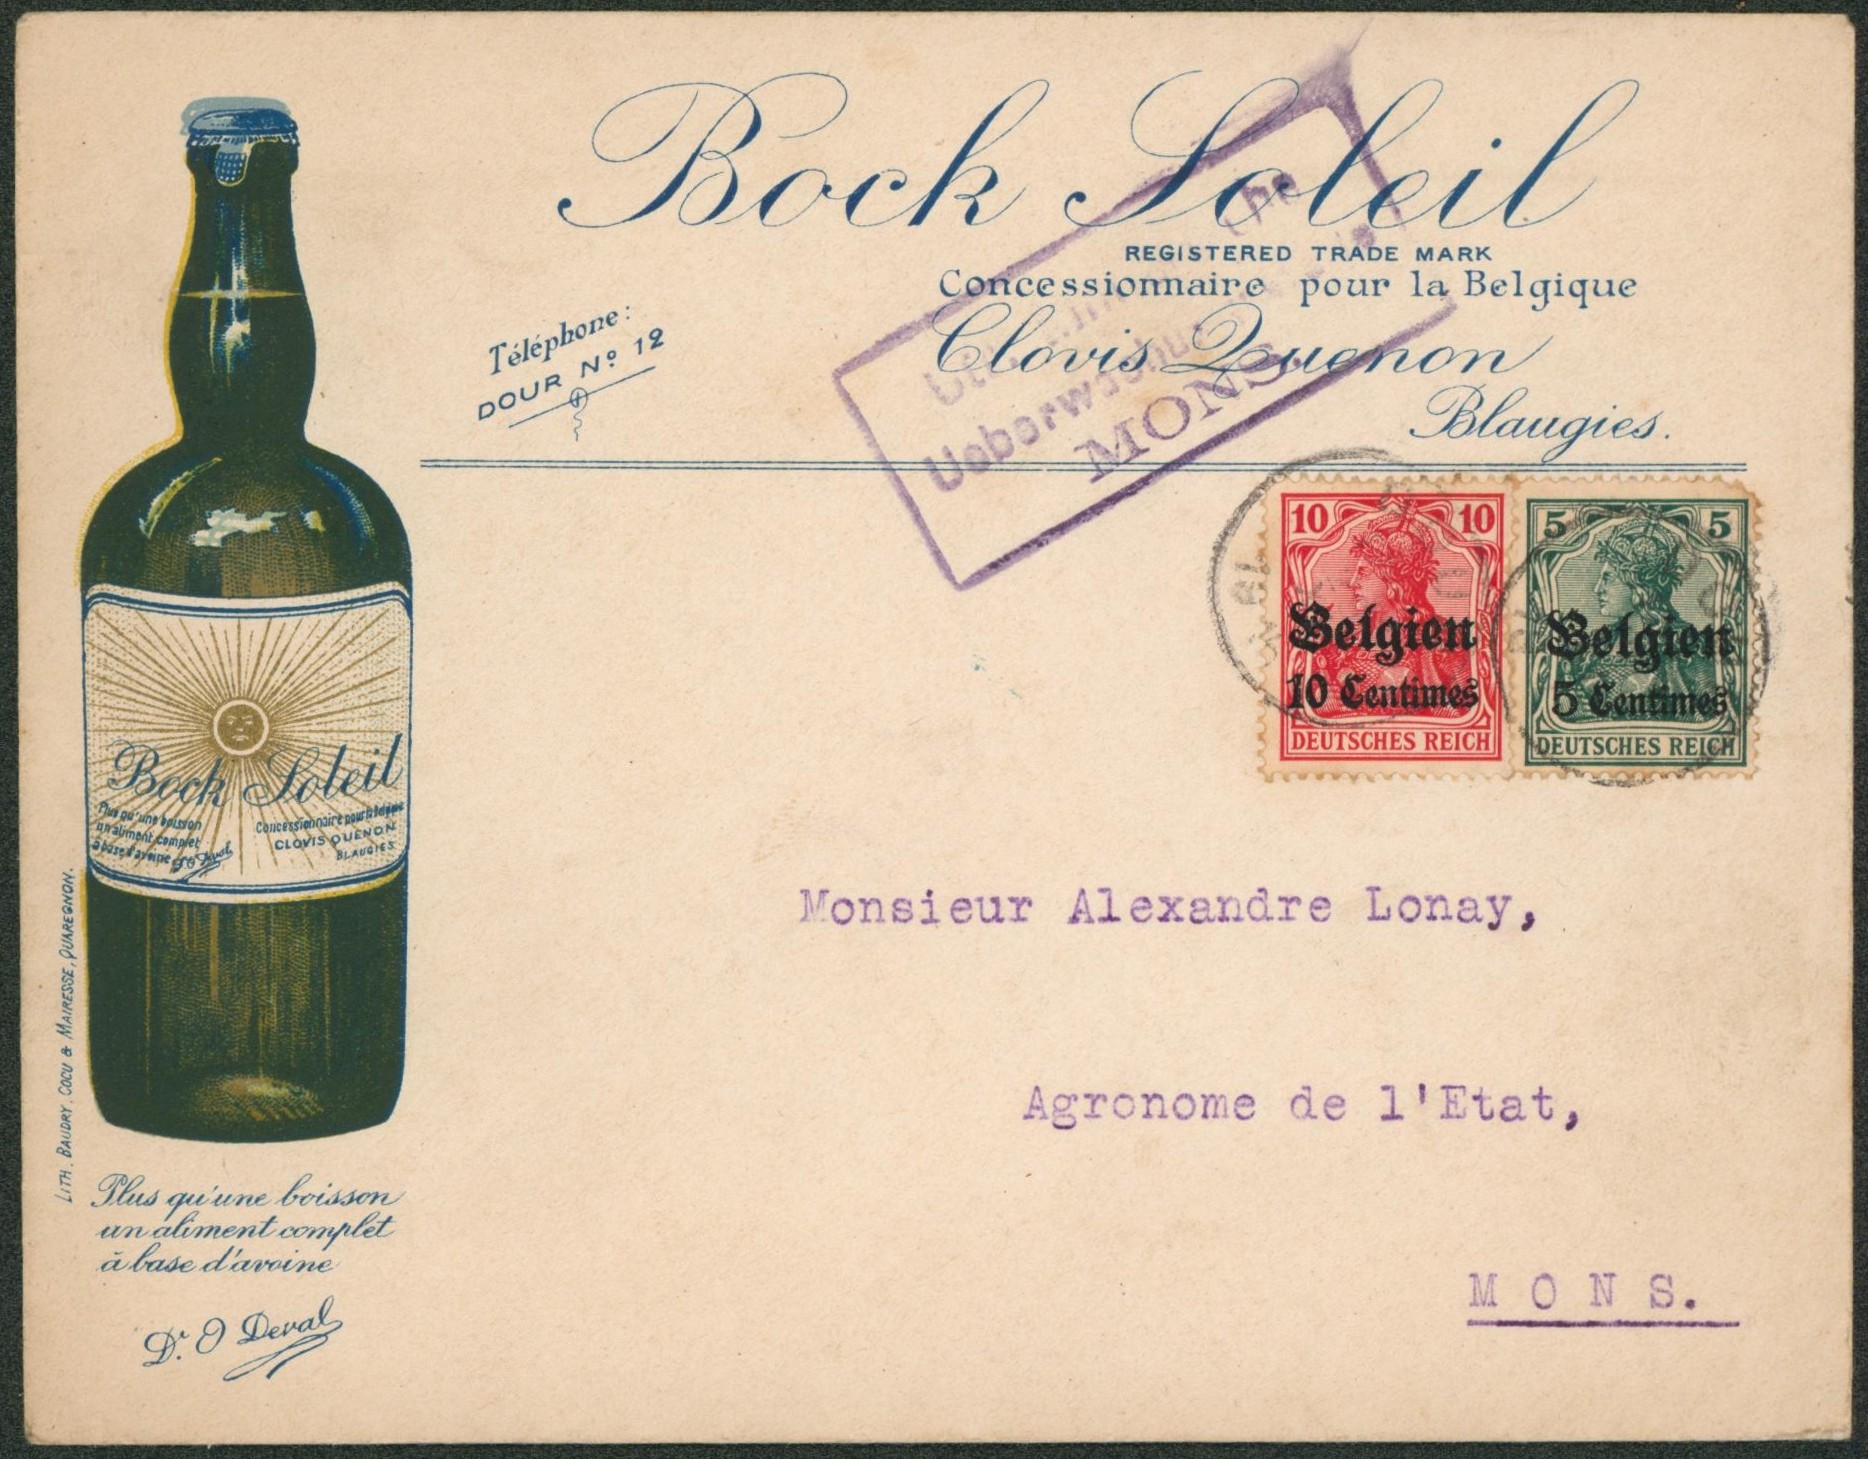 Bock Soleil
REGISTERED TRADE MARK
Concessionnaire pour la Belgique
Clovis Quenon
Blaugies.
Téléphone:
DOUR Nº 12
MONS.
10 10
Belgien
10 Centimes
DEUTSCHES REICH
5 5
Belgien
5 Centimes
DEUTSCHES REICH
Bock Soleil
Plus qu'une boisson
un aliment complet
à base d'avoine
Concessionnaire pour la Belgique
CLOVIS QUENON
BLAUGIES
Monsieur Alexandre Lonay,
Agronome de l'Etat,
MONS.
LITH. BAUDRY, COCU & MAIRESSE, QUAREGNON.
Plus qu'une boisson
un aliment complet
à base d'avoine
Dr. O Deval